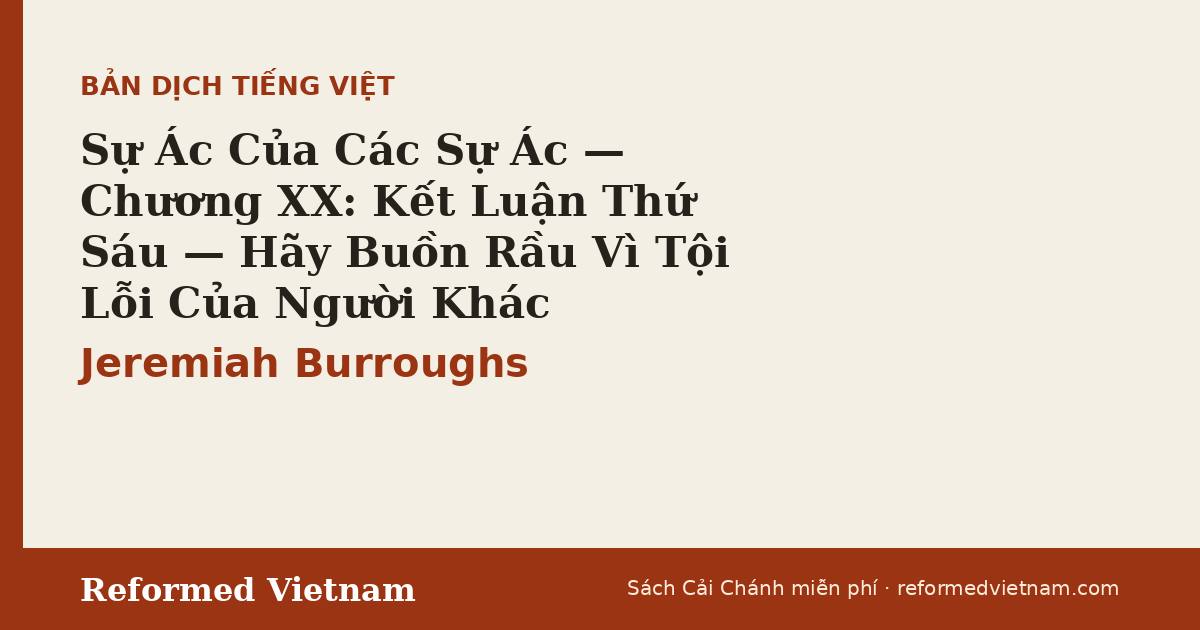 BẢN DỊCH TIẾNG VIỆT
Sự Ác Của Các Sự Ác —
Chương XX: Kết Luận Thứ
Sáu — Hãy Buồn Rầu Vì Tội
Lỗi Của Người Khác
Jeremiah Burroughs
Reformed Vietnam
Sách Cải Chánh miễn phí · reformedvietnam.com